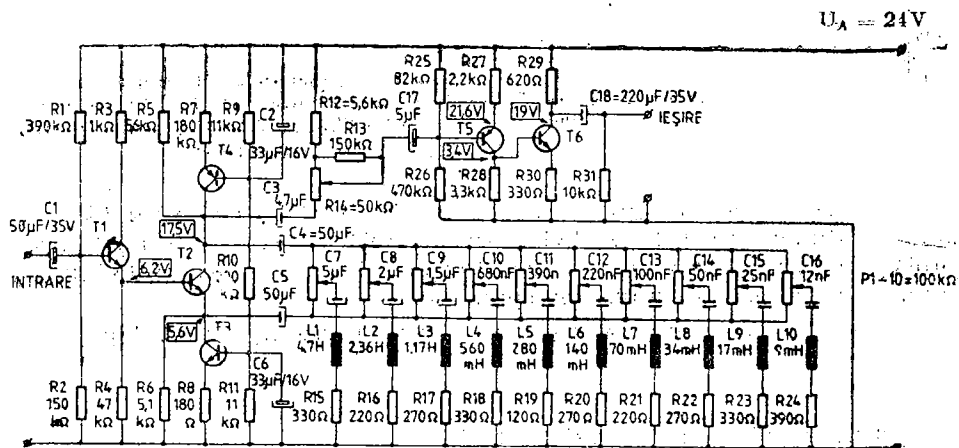 U_A = 24V
R1 390kΩ
R3 1kΩ
R5 5,6kΩ
R7 180 kΩ
R9 11kΩ
C2 33µF/16V
R12=5,6kΩ
R13 150kΩ
R14=50kΩ
C17 5µF
R25 82kΩ
R27 2,2kΩ
R29 620Ω
C18=220µF/35V
IEȘIRE
21,6V
19V
3,4V
T5
T6
R26 470kΩ
R28 3,3kΩ
R30 330Ω
R31 10kΩ
T4
C3 4,7µF
C4=50µF
C1 50µF/35V
INTRARE
T1
T2
T3
17,5V
6,2V
5,6V
R10
kΩ
C5 50µF
C6 33µF/16V
C7 5µF
C8 2µF
C9 1,5µF
C10 680nF
C11 390n
C12 220nF
C13 100nF
C14 50nF
C15 25nF
C16 12nF
P1÷10=100kΩ
L1 4,7H
L2 2,36H
L3 1,17H
L4 560 mH
L5 280 mH
L6 140 mH
L7 70mH
L8 34mH
L9 17mH
L10 9mH
R2 150 kΩ
R4 47 kΩ
R6 5,1 kΩ
R8 180 Ω
R11 11 kΩ
R15 330Ω
R16 220Ω
R17 270Ω
R18 330Ω
R19 120Ω
R20 270Ω
R21 220Ω
R22 270Ω
R23 330Ω
R24 390Ω